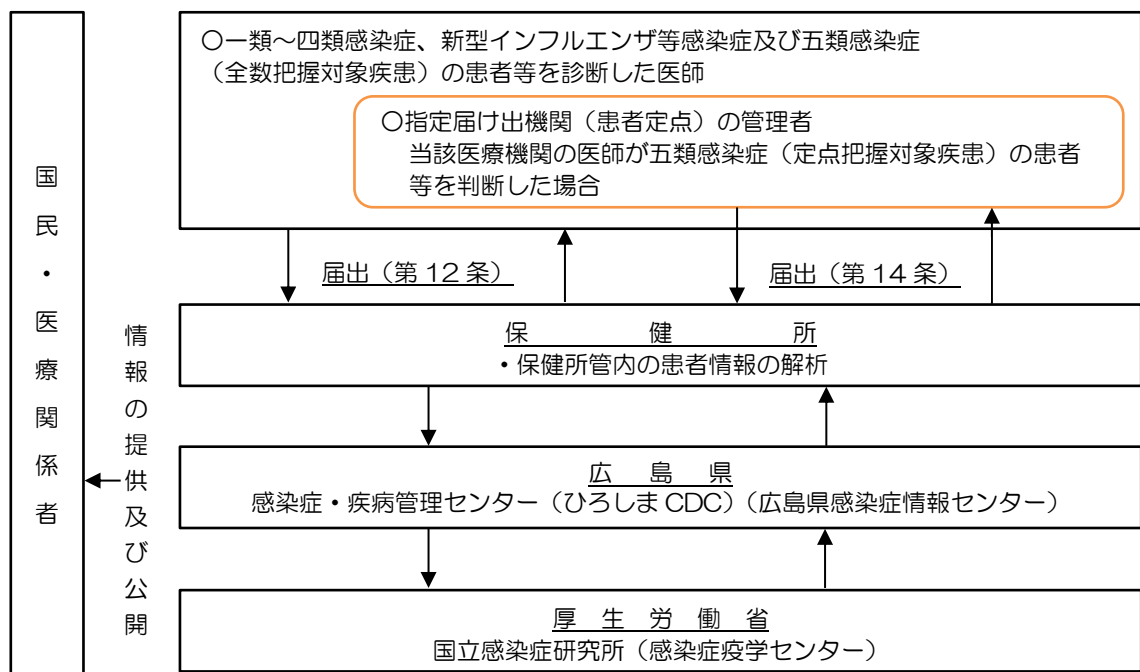 国民・医療関係者
情報の提供及び公開
〇一類～四類感染症、新型インフルエンザ等感染症及び五類感染症
（全数把握対象疾患）の患者等を診断した医師
〇指定届け出機関（患者定点）の管理者
当該医療機関の医師が五類感染症（定点把握対象疾患）の患者
等を判断した場合
届出（第12条）
届出（第14条）
保健所
・保健所管内の患者情報の解析
広島県
感染症・疾病管理センター（ひろしまCDC）（広島県感染症情報センター）
厚生労働省
国立感染症研究所（感染症疫学センター）